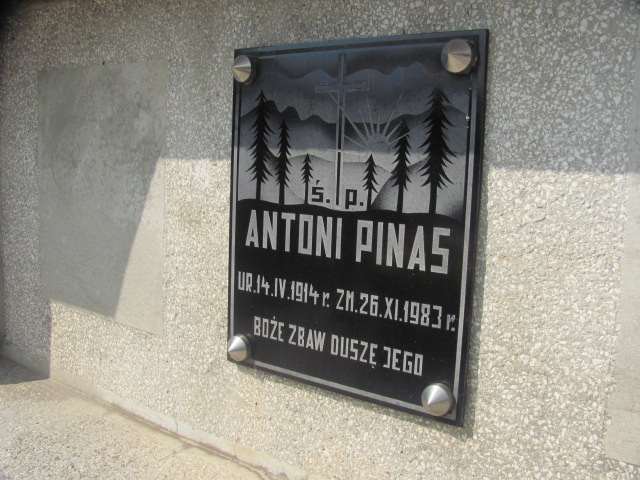 Ś. P.
ANTONI PINAS
UR.14.IV.1914 r. ZM.26.XI.1983 r.
BOŻE ZBAW DUSZĘ JEGO